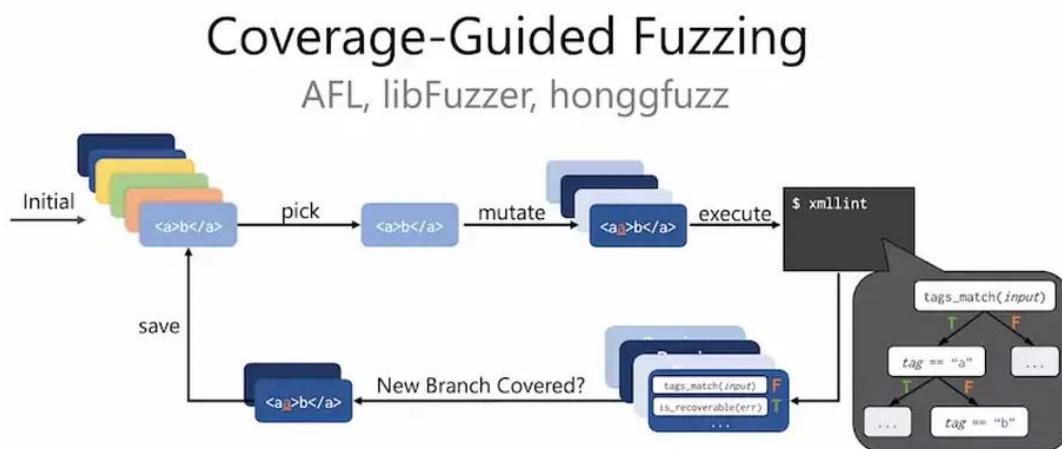 Coverage-Guided Fuzzing
AFL, libFuzzer, honggfuzz
Initial
<a>b</a>
pick
<a>b</a>
mutate
<aa>b</a>
execute
$ xmllint
tags_match(input)
T
F
tag == "a"
...
T
F
...
tag == "b"
save
<aa>b</a>
New Branch Covered?
tags_match(input) F
is_recoverable(err) T
...